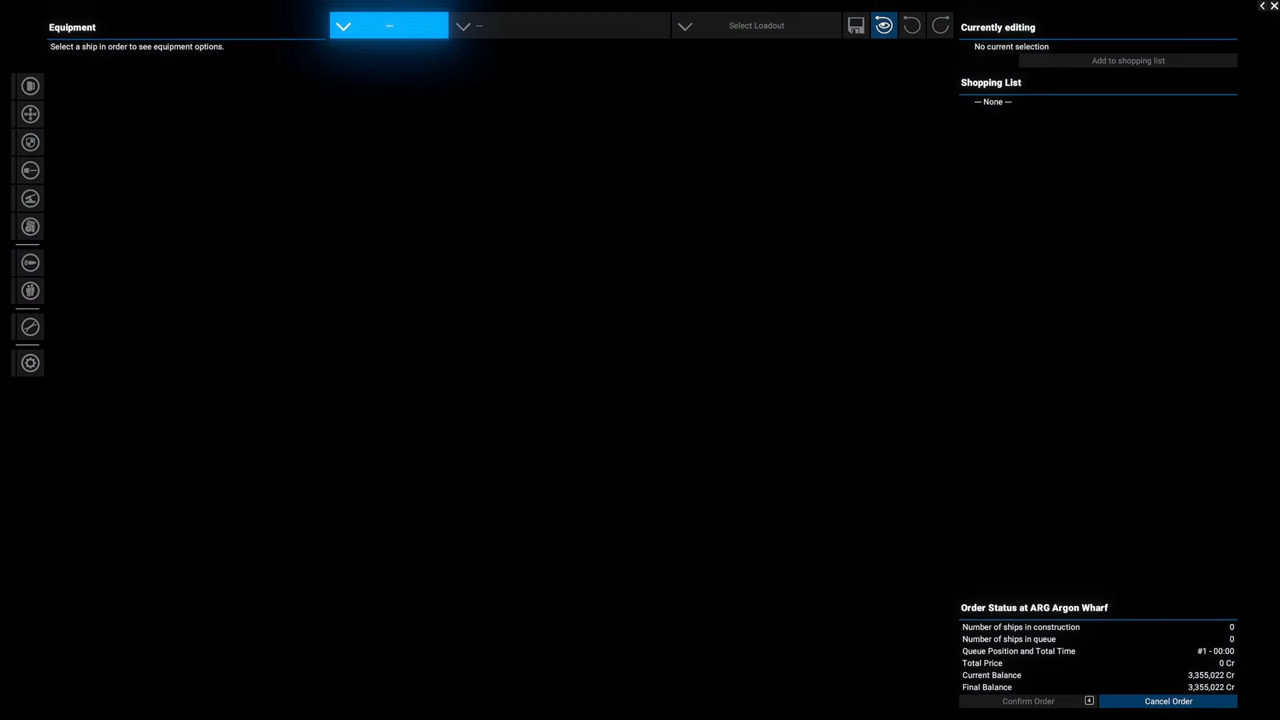 Equipment
Select a ship in order to see equipment options.
—
—
Select Loadout
Currently editing
No current selection
Add to shopping list
Shopping List
— None —
Order Status at ARG Argon Wharf
Number of ships in construction 0
Number of ships in queue 0
Queue Position and Total Time #1 - 00:00
Total Price 0 Cr
Current Balance 3,355,022 Cr
Final Balance 3,355,022 Cr
Confirm Order 4 Cancel Order